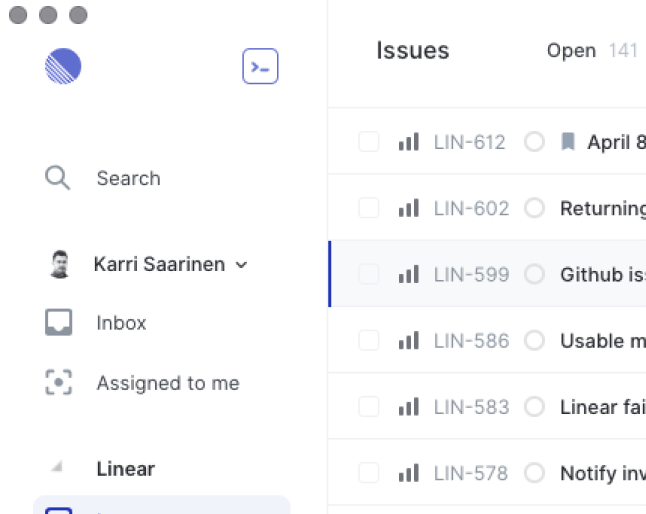 Issues Open 141
Search
Karri Saarinen
Inbox
Assigned to me
Linear
LIN-612 April 8
LIN-602 Returning
LIN-599 Github is
LIN-586 Usable m
LIN-583 Linear fai
LIN-578 Notify inv